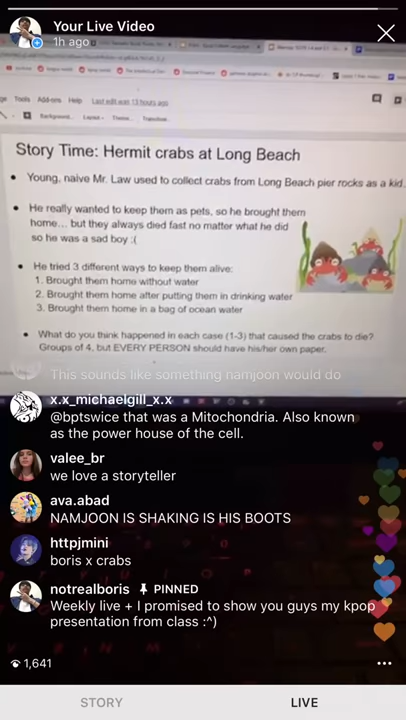 Your Live Video
1h ago
Tools Add-ons Help Last edit was 13 hours ago
Background... Layout Theme... Transition...
Story Time: Hermit crabs at Long Beach
• Young, naive Mr. Law used to collect crabs from Long Beach pier rocks as a kid.
• He really wanted to keep them as pets, so he brought them
home... but they always died fast no matter what he did
so he was a sad boy :(
• He tried 3 different ways to keep them alive:
1. Brought them home without water
2. Brought them home after putting them in drinking water
3. Brought them home in a bag of ocean water
• What do you think happened in each case (1-3) that caused the crabs to die?
Groups of 4, but EVERY PERSON should have his/her own paper.
This sounds like something namjoon would do
x.x_michaelgill_x.x
@bptswice that was a Mitochondria. Also known
as the power house of the cell.
valee_br
we love a storyteller
ava.abad
NAMJOON IS SHAKING IS HIS BOOTS
httpjmini
boris x crabs
notrealboris PINNED
Weekly live + I promised to show you guys my kpop
presentation from class :^)
1,641
STORY LIVE